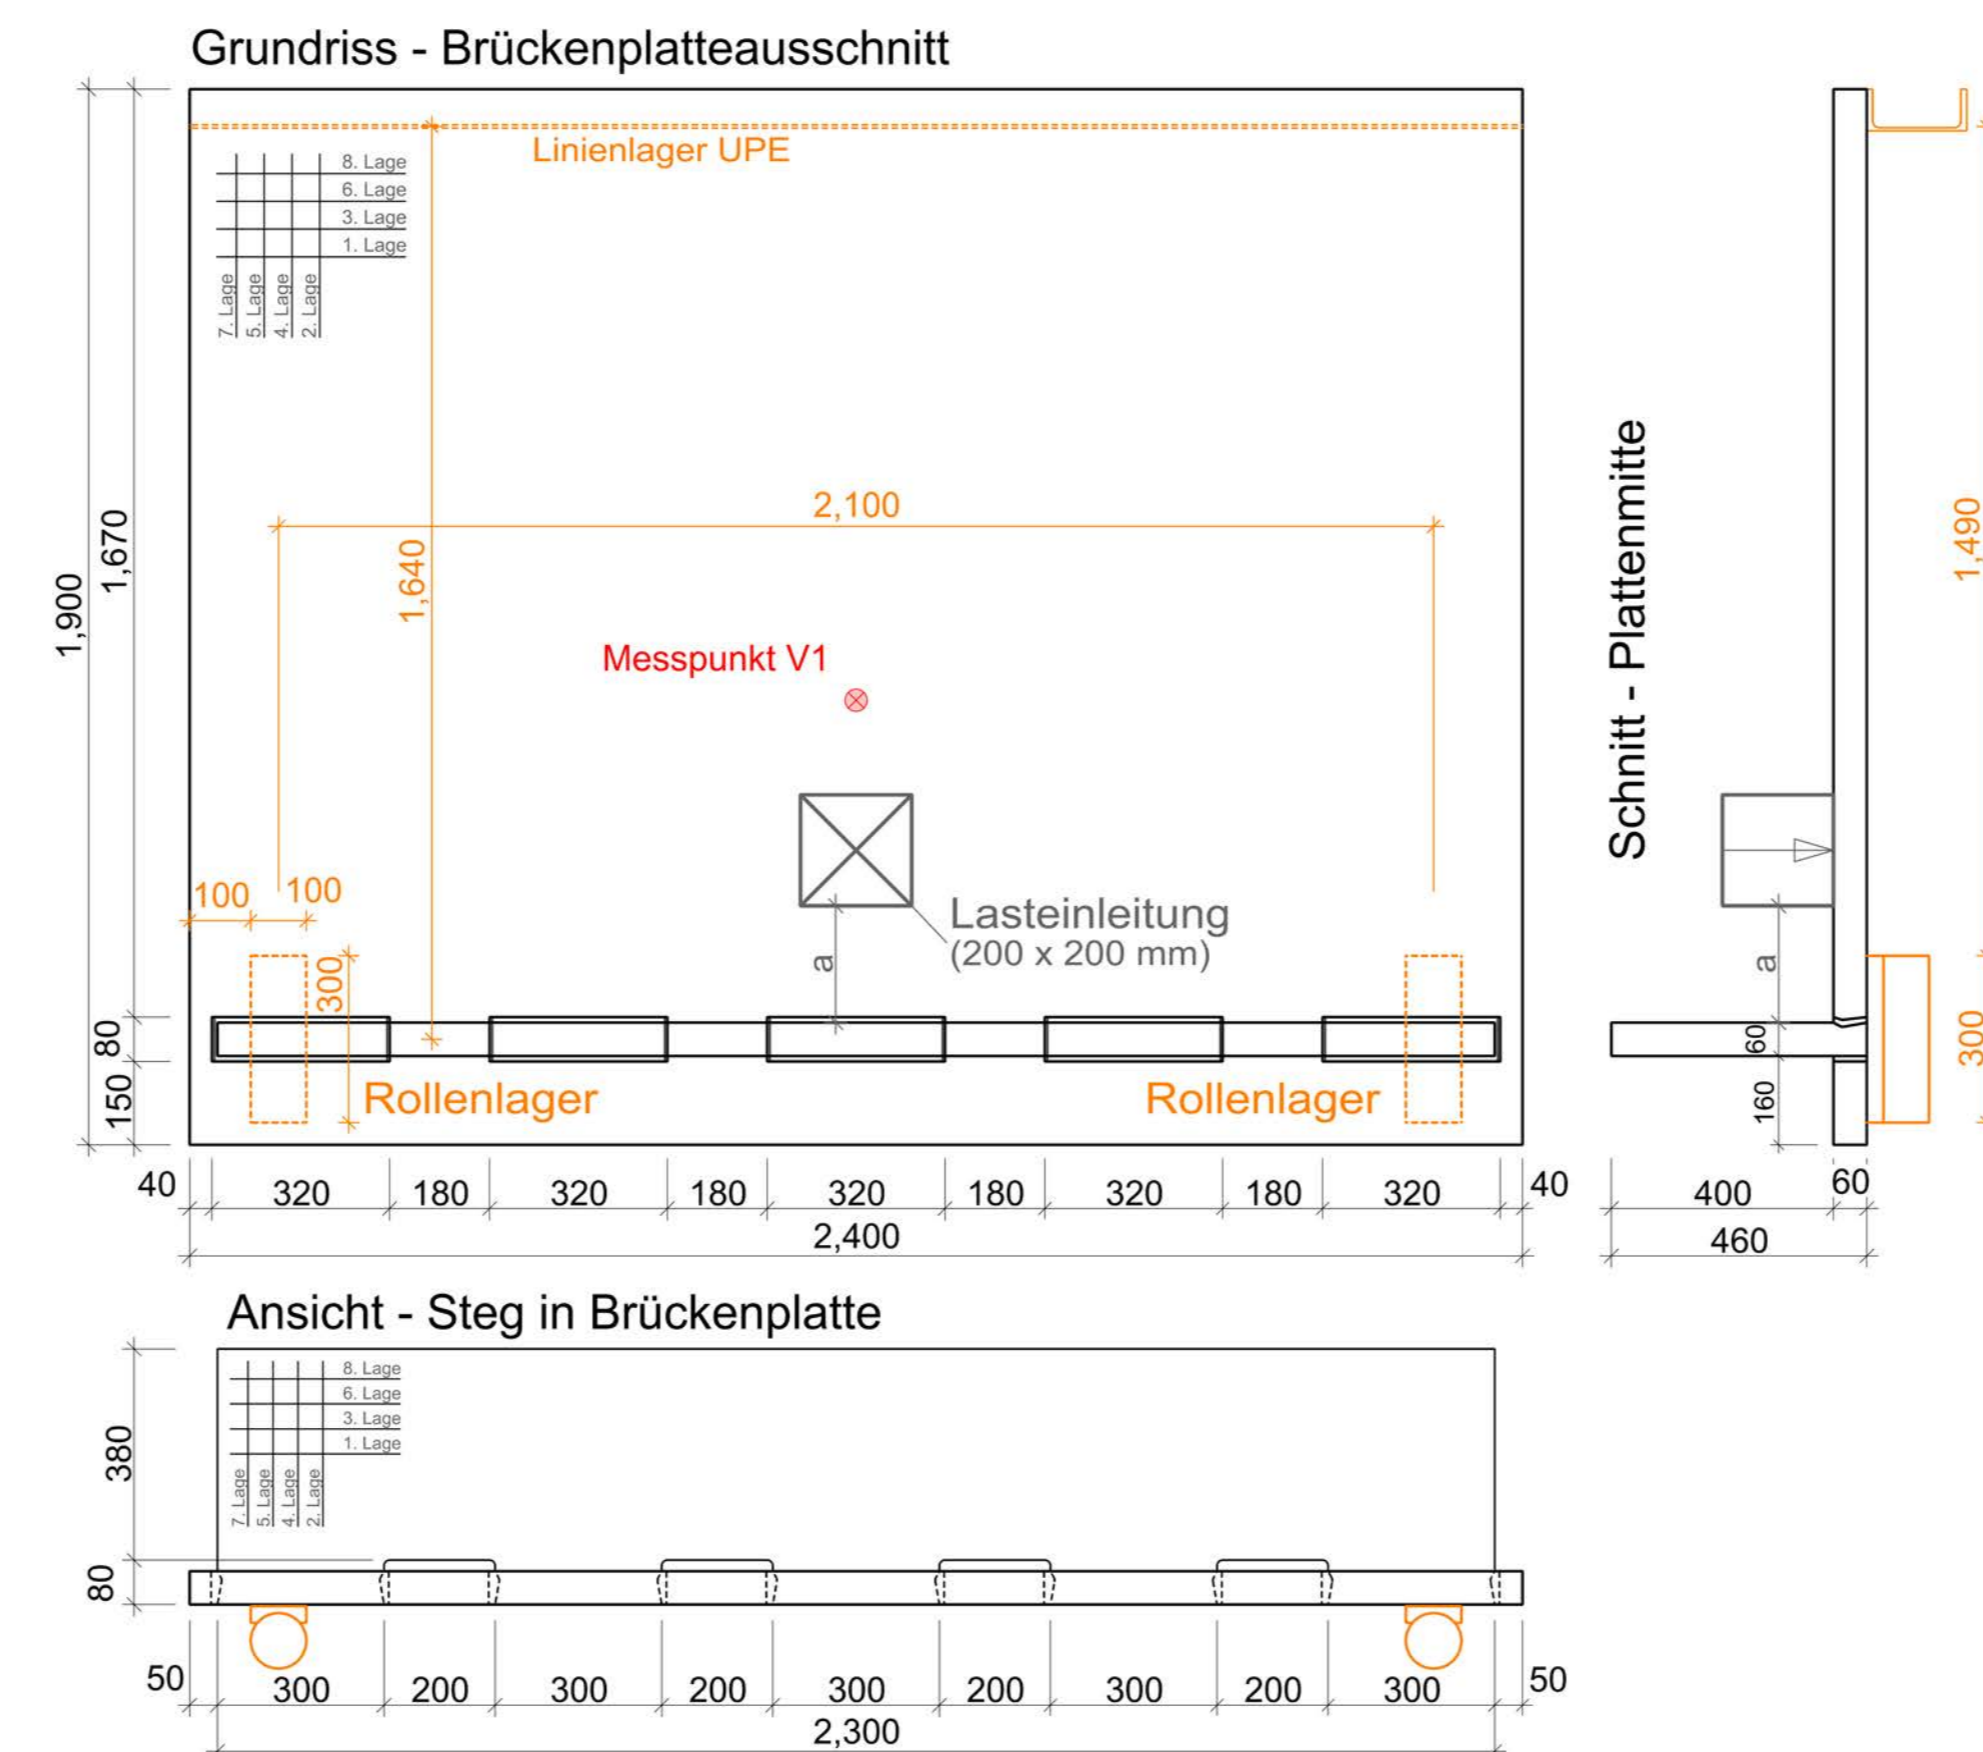 Grundriss - Brückenplatteausschnitt
Linienlager UPE
8. Lage
6. Lage
3. Lage
1. Lage
7. Lage
5. Lage
4. Lage
2. Lage
1,900
1,670
1,640
2,100
Messpunkt V1
100
100
300
a
Lasteinleitung
(200 x 200 mm)
80
150
Rollenlager
Rollenlager
40
320
180
320
180
320
180
320
180
320
40
2,400
Schnitt - Plattenmitte
1,490
a
60
160
300
400
60
460
Ansicht - Steg in Brückenplatte
8. Lage
6. Lage
3. Lage
1. Lage
7. Lage
5. Lage
4. Lage
2. Lage
380
80
50
300
200
300
200
300
200
300
200
300
50
2,300